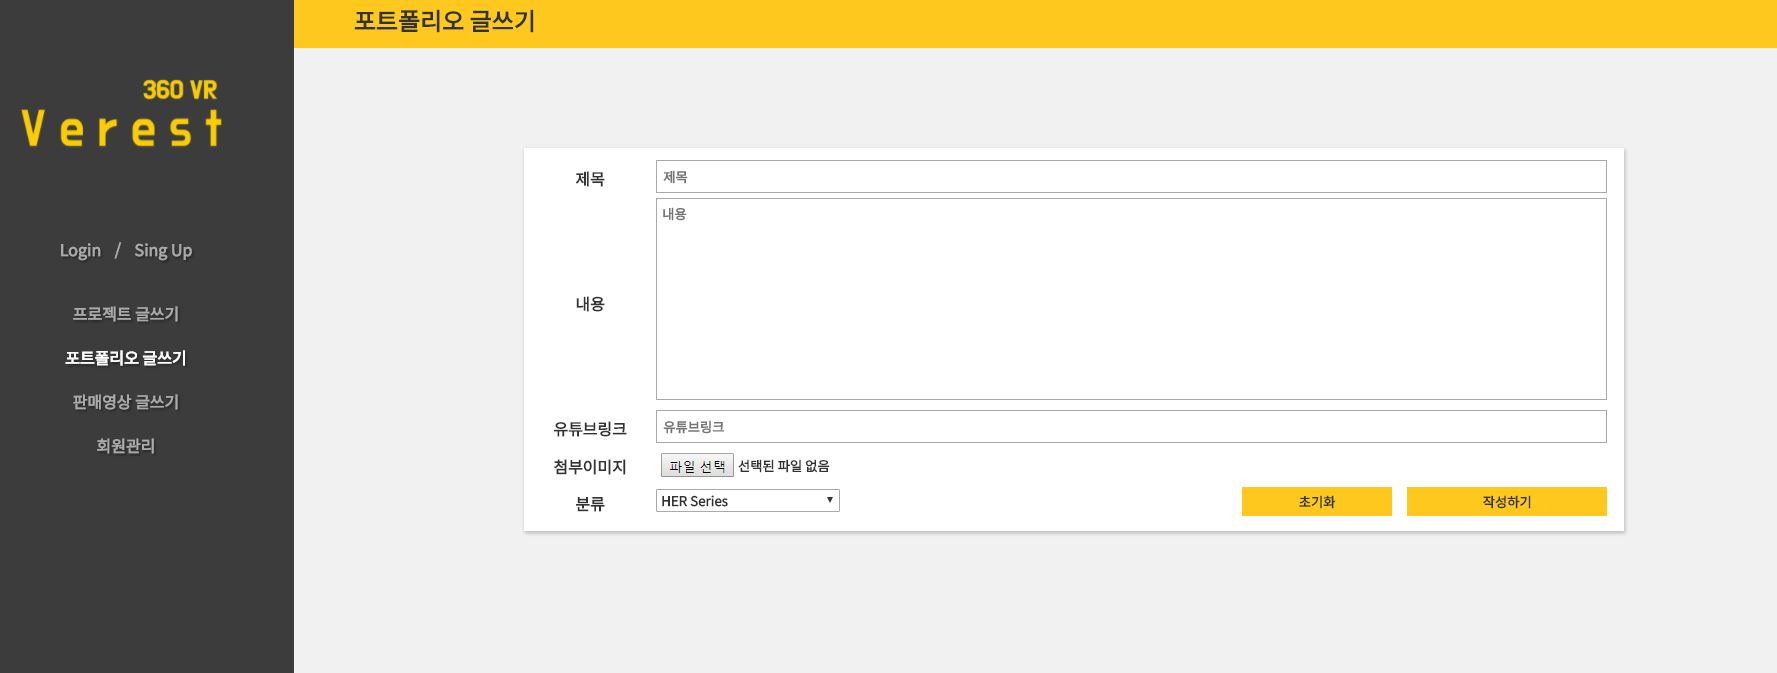 포트폴리오 글쓰기
360 VR
Verest
Login / Sing Up
프로젝트 글쓰기
포트폴리오 글쓰기
판매영상 글쓰기
회원관리
제목 제목
내용
내용
유튜브링크 유튜브링크
첨부이미지 파일 선택 선택된 파일 없음
분류 HER Series 초기화 작성하기